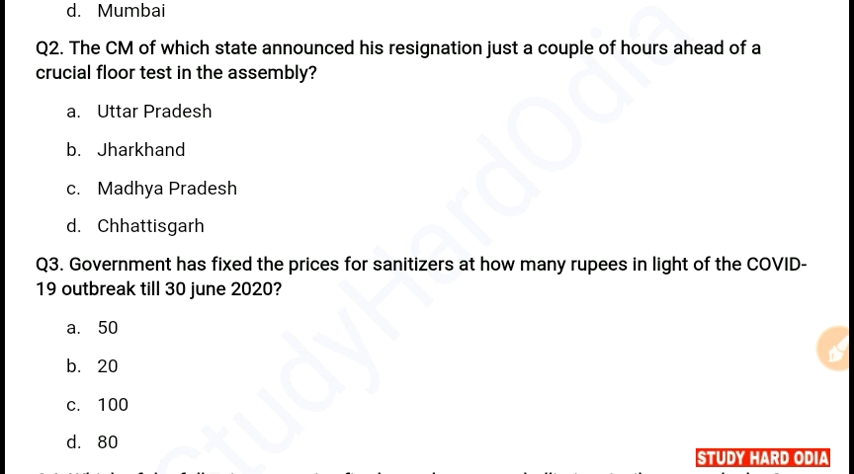 d. Mumbai
Q2. The CM of which state announced his resignation just a couple of hours ahead of a
crucial floor test in the assembly?
a. Uttar Pradesh
b. Jharkhand
c. Madhya Pradesh
d. Chhattisgarh
Q3. Government has fixed the prices for sanitizers at how many rupees in light of the COVID-
19 outbreak till 30 june 2020?
a. 50
b. 20
c. 100
d. 80
StudyHardOdia
STUDY HARD ODIA